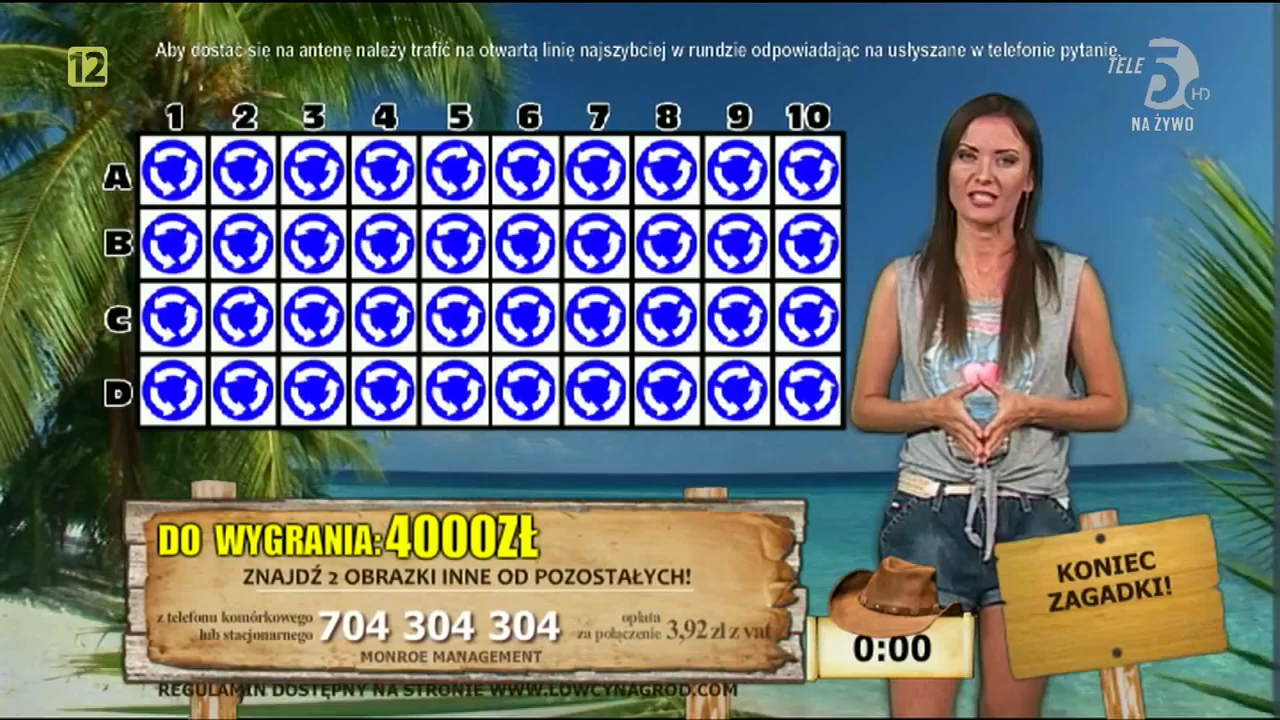 Aby dostać się na antenę należy trafić na otwartą linię najszybciej w rundzie odpowiadając na usłyszane w telefonie pytanie.
12
TELE 5 HD
NA ŻYWO
1 2 3 4 5 6 7 8 9 10
A
B
C
D
DO WYGRANIA: 4000ZŁ
ZNAJDŹ 2 OBRAZKI INNE OD POZOSTAŁYCH!
z telefonu komórkowego
lub stacjonarnego
704 304 304
opłata
za połączenie
3,92 zł z vat
MONROE MANAGEMENT
REGULAMIN DOSTĘPNY NA STRONIE WWW.LOWCYNAGROD.COM
0:00
KONIEC
ZAGADKI!